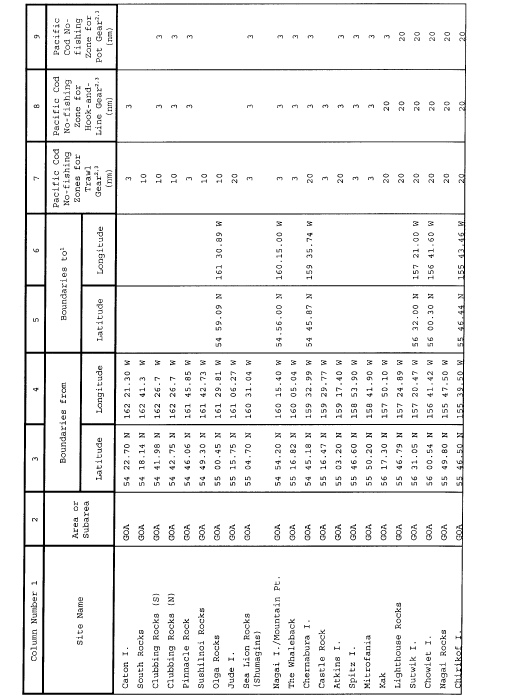 Column Number 1 2 3 4 5 6 7 8 9
Site Name Area or Subarea Boundaries from Boundaries to¹ Pacific Cod No-fishing Zones for Trawl Gear²,³ (nm) Pacific Cod No-fishing Zone for Hook-and-Line Gear²,³ (nm) Pacific Cod No-fishing Zone for Pot Gear²,³ (nm)
Latitude Longitude Latitude Longitude
Caton I. GOA 54 22.70 N 162 21.30 W 3 3
South Rocks GOA 54 18.14 N 162 41.3 W 10
Clubbing Rocks (S) GOA 54 41.98 N 162 26.7 W 10 3 3
Clubbing Rocks (N) GOA 54 42.75 N 162 26.7 W 10 3 3
Pinnacle Rock GOA 54 46.06 N 161 45.85 W 3 3 3
Sushilnoi Rocks GOA 54 49.30 N 161 42.73 W 10
Olga Rocks GOA 55 00.45 N 161 29.81 W 54 59.09 N 161 30.89 W 10
Jude I. GOA 55 15.75 N 161 06.27 W 20
Sea Lion Rocks GOA 55 04.70 N 160 31.04 W 3 3 3
(Shumagins)
Nagai I./Mountain Pt. GOA 54 54.20 N 160 15.40 W 54 56.00 N 160.15.00 W 3 3 3
The Whaleback GOA 55 16.82 N 160 05.04 W 3 3 3
Chernabura I. GOA 54 45.18 N 159 32.99 W 54 45.87 N 159 35.74 W 20 3 3
Castle Rock GOA 55 16.47 N 159 29.77 W 3 3
Atkins I. GOA 55 03.20 N 159 17.40 W 20 3 3
Spitz I. GOA 55 46.60 N 158 53.90 W 3 3 3
Mitrofania GOA 55 50.20 N 158 41.90 W 3 3 3
Kak GOA 56 17.30 N 157 50.10 W 20 20 3
Lighthouse Rocks GOA 55 46.79 N 157 24.89 W 20 20 20
Sutwik I. GOA 56 31.05 N 157 20.47 W 56 32.00 N 157 21.00 W 20 20 20
Chowiet I. GOA 56 00.54 N 156 41.42 W 56 00.30 N 156 41.60 W 20 20 20
Nagai Rocks GOA 55 49.80 N 155 47.50 W 20 20 20
Chirikof I. GOA 55 46.50 N 155 39.50 W 55 46.44 N 155 43.46 W 20 20 20